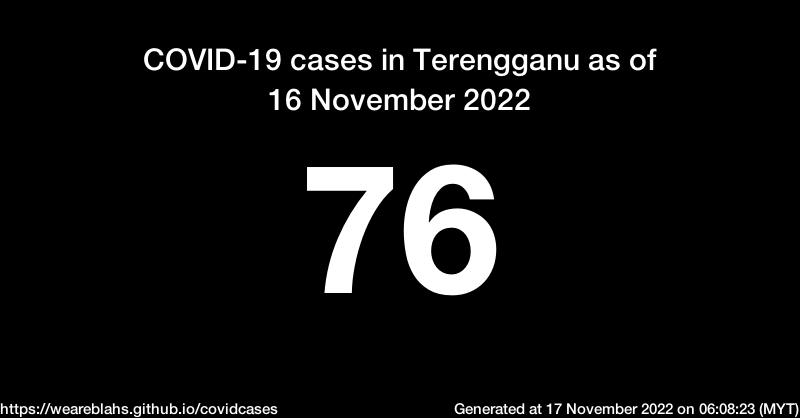 COVID-19 cases in Terengganu as of
16 November 2022
76
https://weareblahs.github.io/covidcases
Generated at 17 November 2022 on 06:08:23 (MYT)